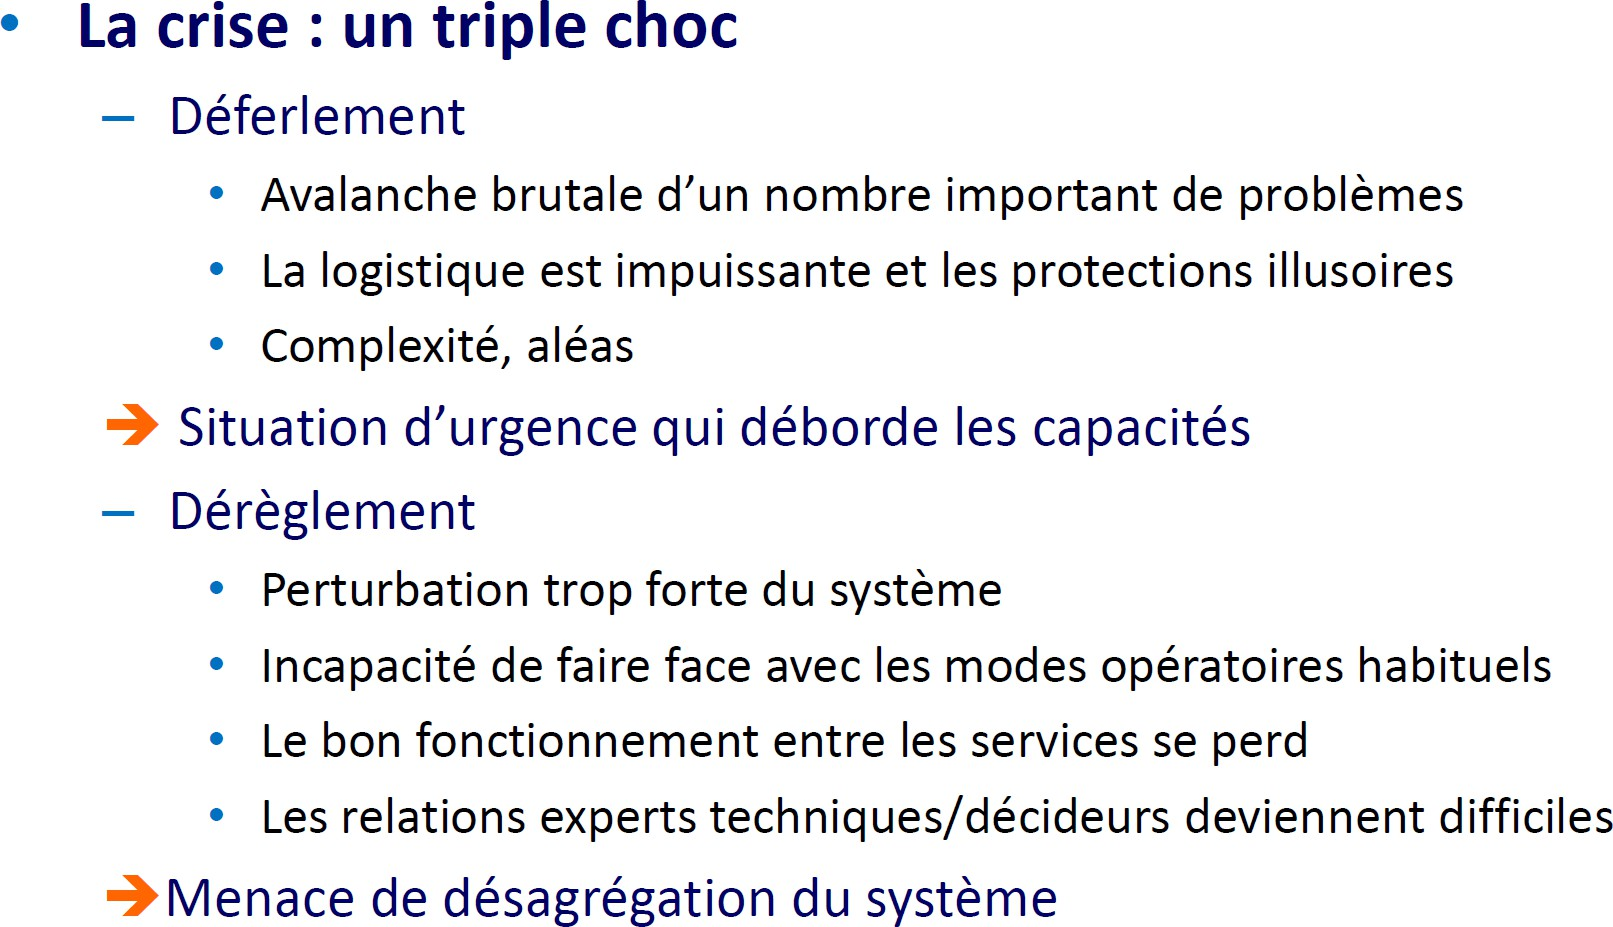 • La crise : un triple choc
– Déferlement
• Avalanche brutale d’un nombre important de problèmes
• La logistique est impuissante et les protections illusoires
• Complexité, aléas
➔ Situation d’urgence qui déborde les capacités
– Dérèglement
• Perturbation trop forte du système
• Incapacité de faire face avec les modes opératoires habituels
• Le bon fonctionnement entre les services se perd
• Les relations experts techniques/décideurs deviennent difficiles
➔ Menace de désagrégation du système